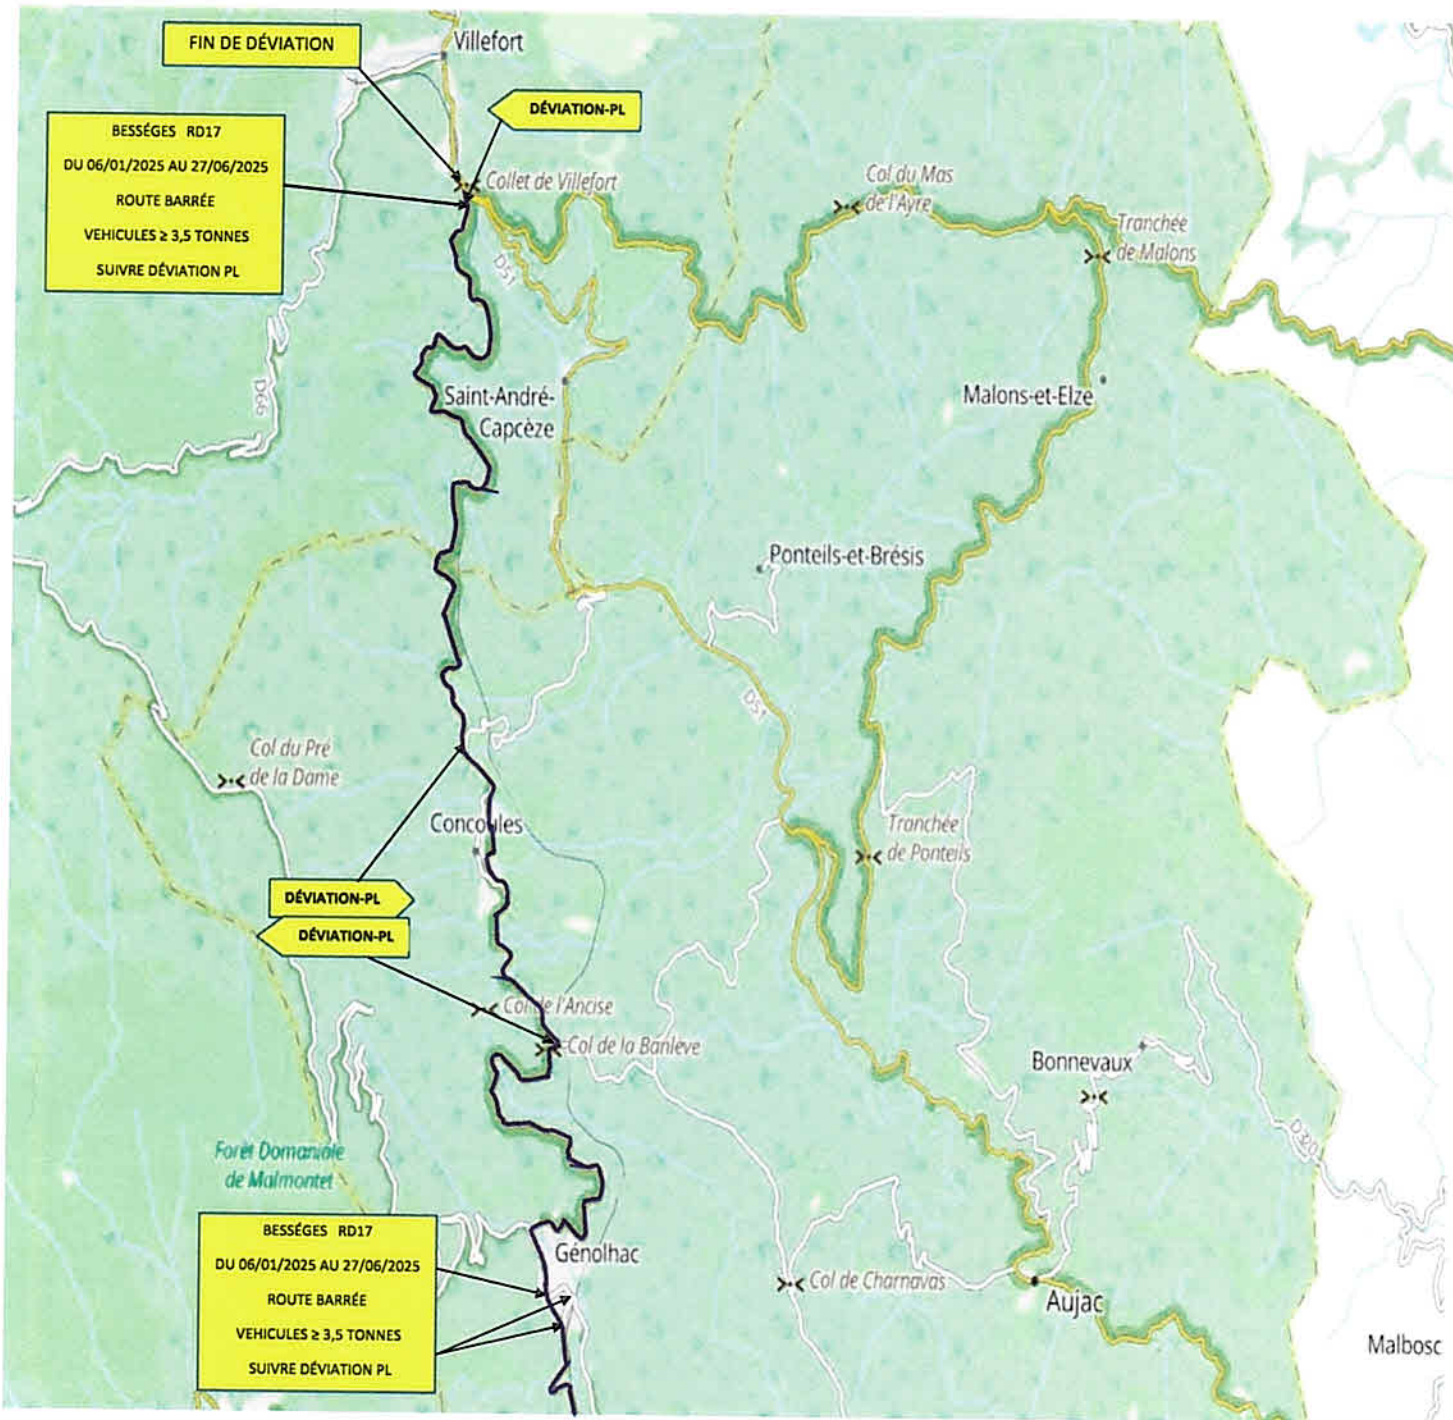 FIN DE DÉVIATION
Villefort
DÉVIATION-PL
BESSÉGES RD17
DU 06/01/2025 AU 27/06/2025
ROUTE BARRÉE
VEHICULES ≥ 3,5 TONNES
SUIVRE DÉVIATION PL
Collet de Villefort
Col du Mas
de l'Ayre
Tranchée
de Malons
D51
D66
Saint-André-
Capcèze
Malons-et-Elze
Ponteils-et-Brésis
D51
Col du Pré
de la Dame
Concoules
Tranchée
de Ponteils
DÉVIATION-PL
DÉVIATION-PL
Col de l'Ancise
Col de la Banlève
Bonnevaux
D320
Forêt Domaniale
de Malmontet
BESSÉGES RD17
DU 06/01/2025 AU 27/06/2025
ROUTE BARRÉE
VEHICULES ≥ 3,5 TONNES
SUIVRE DÉVIATION PL
Génolhac
Col de Charnavas
Aujac
Malbosc